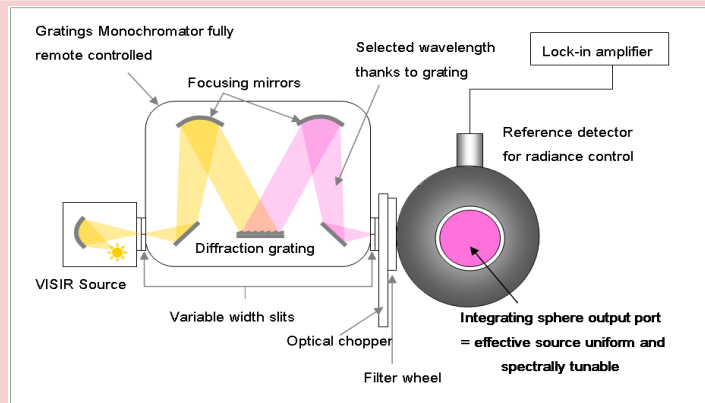 Gratings Monochromator fully
remote controlled
Selected wavelength
thanks to grating
Lock-in amplifier
Focusing mirrors
Reference detector
for radiance control
Diffraction grating
VISIR Source
Variable width slits
Optical chopper
Filter wheel
Integrating sphere output port
= effective source uniform and
spectrally tunable